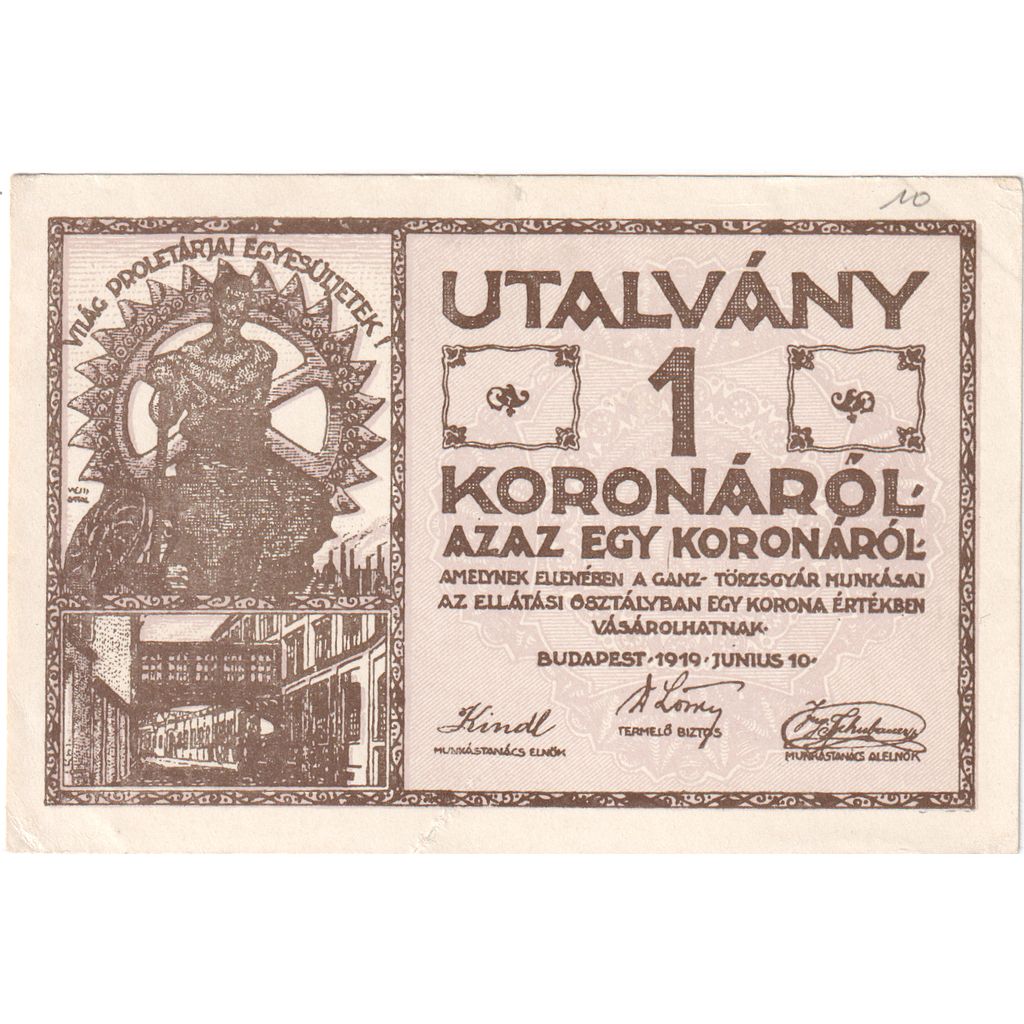 10
VILÁG PROLETÁRJAI EGYESÜLJETEK!
UTALVÁNY
1
KORONÁRÓL
AZAZ EGY KORONÁRÓL
AMELYNEK ELLENÉBEN A GANZ-TÖRZSGYÁR MUNKÁSAI
AZ ELLÁTÁSI OSZTÁLYBAN EGY KORONA ÉRTÉKBEN
VÁSÁROLHATNAK·
BUDAPEST·1919·JUNIUS 10·
Kindl
MUNKÁSTANÁCS ELNÖK
TERMELŐ BIZTOS
MUNKÁSTANÁCS ALELNÖK